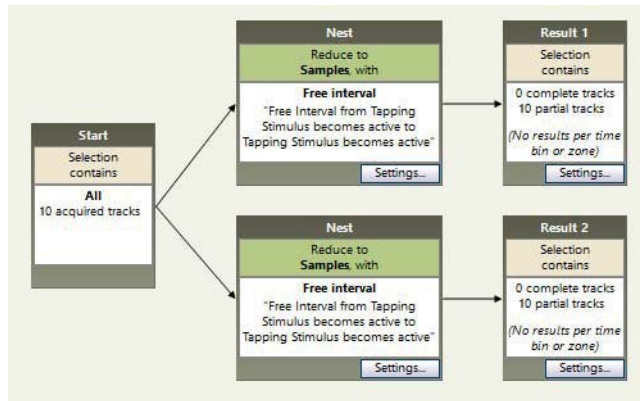 Start
Selection
contains
All
10 acquired tracks
Nest
Reduce to
Samples, with
Free interval
"Free Interval from Tapping
Stimulus becomes active to
Tapping Stimulus becomes active"
Settings...
Result 1
Selection
contains
0 complete tracks
10 partial tracks
(No results per time
bin or zone)
Settings...
Nest
Reduce to
Samples, with
Free interval
"Free Interval from Tapping
Stimulus becomes active to
Tapping Stimulus becomes active"
Settings...
Result 2
Selection
contains
0 complete tracks
10 partial tracks
(No results per time
bin or zone)
Settings...